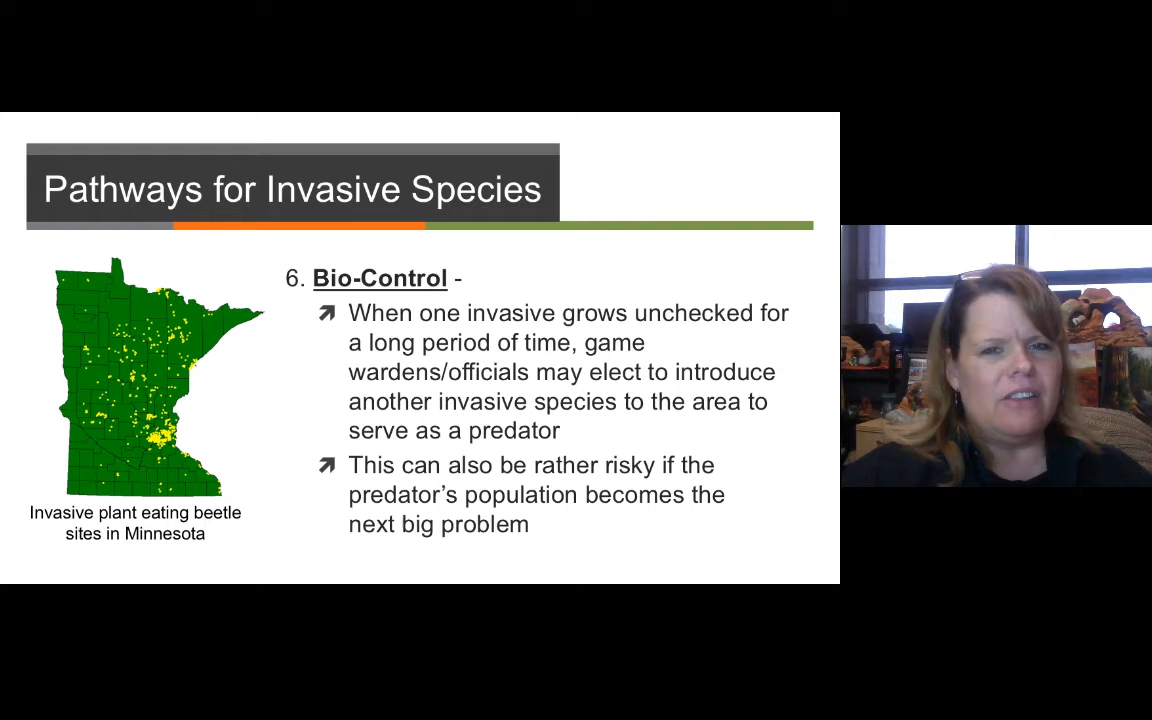 Pathways for Invasive Species
6. Bio-Control -
When one invasive grows unchecked for
a long period of time, game
wardens/officials may elect to introduce
another invasive species to the area to
serve as a predator
This can also be rather risky if the
predator's population becomes the
next big problem
Invasive plant eating beetle
sites in Minnesota